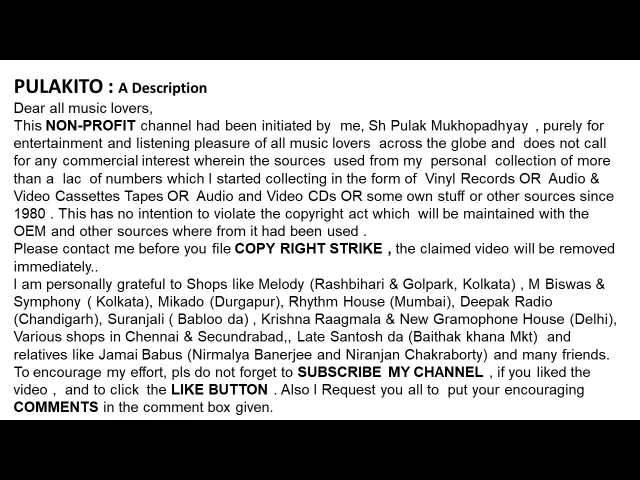 PULAKITO : A Description
Dear all music lovers,
This NON-PROFIT channel had been initiated by me, Sh Pulak Mukhopadhyay , purely for
entertainment and listening pleasure of all music lovers across the globe and does not call
for any commercial interest wherein the sources used from my personal collection of more
than a lac of numbers which I started collecting in the form of Vinyl Records OR Audio &
Video Cassettes Tapes OR Audio and Video CDs OR some own stuff or other sources since
1980 . This has no intention to violate the copyright act which will be maintained with the
OEM and other sources where from it had been used .
Please contact me before you file COPY RIGHT STRIKE , the claimed video will be removed
immediately..
I am personally grateful to Shops like Melody (Rashbihari & Golpark, Kolkata) , M Biswas &
Symphony ( Kolkata), Mikado (Durgapur), Rhythm House (Mumbai), Deepak Radio
(Chandigarh), Suranjali ( Babloo da) , Krishna Raagmala & New Gramophone House (Delhi),
Various shops in Chennai & Secundrabad,, Late Santosh da (Baithak khana Mkt) and
relatives like Jamai Babus (Nirmalya Banerjee and Niranjan Chakraborty) and many friends.
To encourage my effort, pls do not forget to SUBSCRIBE MY CHANNEL , if you liked the
video , and to click the LIKE BUTTON . Also I Request you all to put your encouraging
COMMENTS in the comment box given.